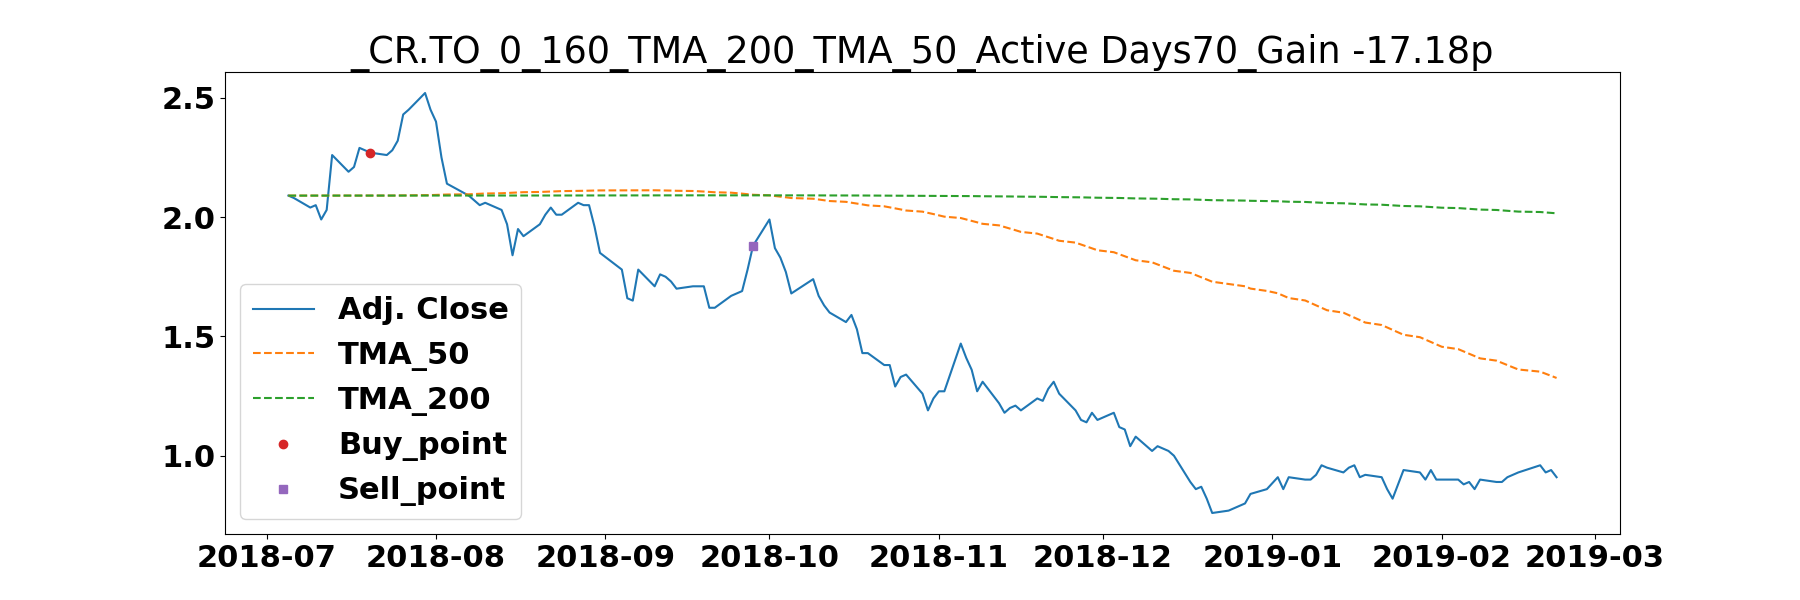 _CR.TO_0_160_TMA_200_TMA_50_Active Days70_Gain -17.18p
2.5
2.0
1.5
1.0
Adj. Close
TMA_50
TMA_200
Buy_point
Sell_point
2018-07 2018-08 2018-09 2018-10 2018-11 2018-12 2019-01 2019-02 2019-03